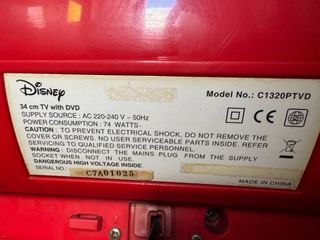 Disney
Model No.: C1320PTVD
34 cm TV with DVD
SUPPLY SOURCE : AC 220-240 V ~ 50Hz
POWER CONSUMPTION : 74 WATTS
CAUTION : TO PREVENT ELECTRICAL SHOCK, DO NOT REMOVE THE
COVER OR SCREWS. NO USER SERVICEABLE PARTS INSIDE. REFER
SERVICING TO QUALIFIED SERVICE PERSONNEL.
WARNING : DISCONNECT THE MAINS PLUG FROM THE SUPPLY
SOCKET WHEN NOT IN USE.
DANGEROUS HIGH VOLTAGE INSIDE.
SERIAL NO : C7A01025
MADE IN CHINA
CE